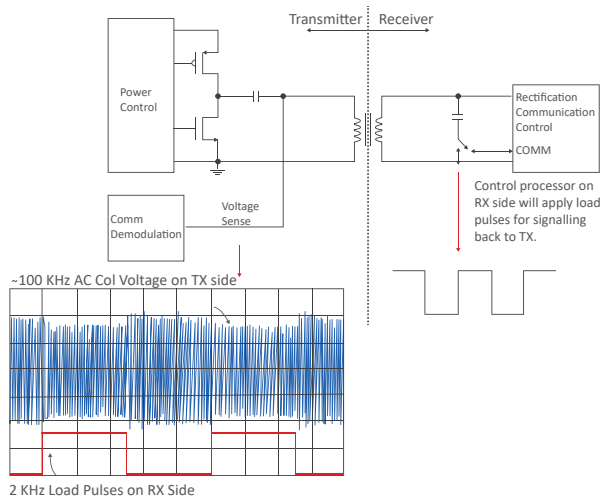 Transmitter
Receiver
Power
Control
Rectification
Communication
Control
COMM
Control processor on
RX side will apply load
pulses for signalling
back to TX.
Comm
Demodulation
Voltage
Sense
~100 KHz AC Col Voltage on TX side
2 KHz Load Pulses on RX Side